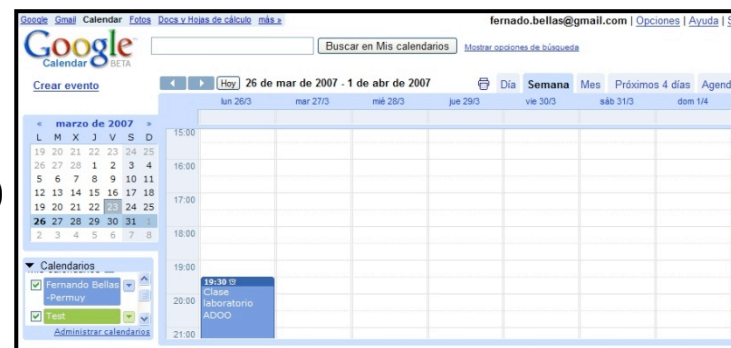 Google Gmail Calendar Fotos Docs y Hojas de cálculo más »
fernado.bellas@gmail.com | Opciones | Ayuda | S
Google
Calendar BETA
Buscar en Mis calendarios
Mostrar opciones de búsqueda
Crear evento
Hoy 26 de mar de 2007 - 1 de abr de 2007
Día Semana Mes Próximos 4 días Agend
lun 26/3 mar 27/3 mié 28/3 jue 29/3 vie 30/3 sáb 31/3 dom 1/4
« marzo de 2007 »
L M X J V S D
19 20 21 22 23 24 25
26 27 28 1 2 3 4
5 6 7 8 9 10 11
12 13 14 15 16 17 18
19 20 21 22 23 24 25
26 27 28 29 30 31 1
2 3 4 5 6 7 8
Calendarios
Fernando Bellas
-Permuy
Test
Administrar calendarios
15:00
16:00
17:00
18:00
19:00
20:00
21:00
19:30
Clase
laboratorio
ADOO